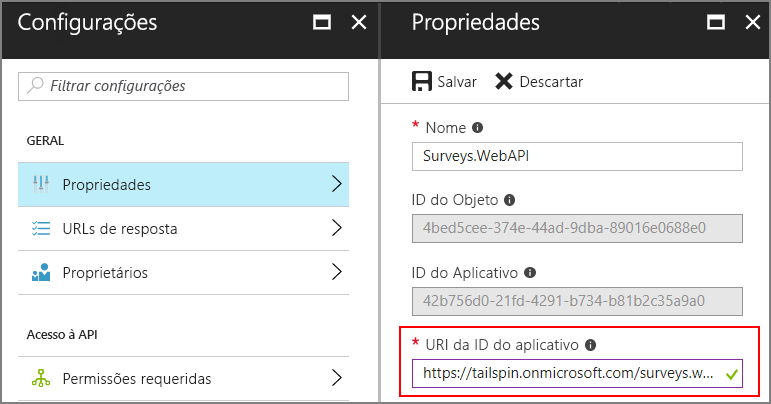 Configurações
Filtrar configurações
GERAL
Propriedades
URLs de resposta
Proprietários
Acesso à API
Permissões requeridas
Propriedades
Salvar
Descartar
* Nome
Surveys.WebAPI
ID do Objeto
4bed5cee-374e-44ad-9dba-89016e0688e0
ID do Aplicativo
42b756d0-21fd-4291-b734-b81b2c35a9a0
* URI da ID do aplicativo
https://tailspin.onmicrosoft.com/surveys.w...